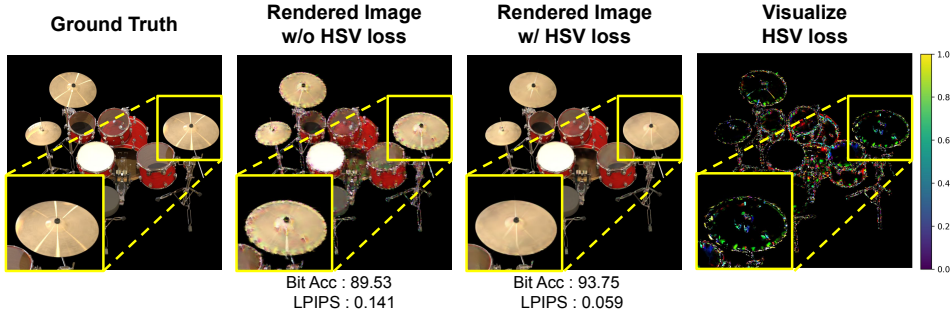 Ground Truth
Rendered Image
w/o HSV loss
Rendered Image
w/ HSV loss
Visualize
HSV loss
1.0
0.8
0.6
0.4
0.2
0.0
Bit Acc : 89.53
LPIPS : 0.141
Bit Acc : 93.75
LPIPS : 0.059